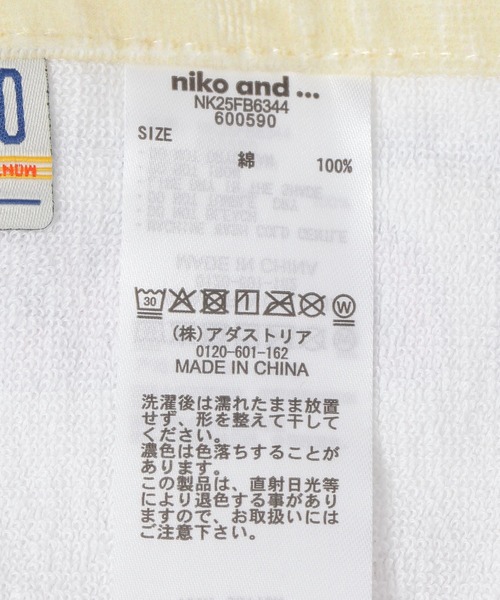 niko and ...
NK25FB6344
600590
SIZE
綿 100%
30
W
(株)アダストリア
0120-601-162
MADE IN CHINA
洗濯後は濡れたまま放置
せず、形を整えて干して
ください。
濃色は色落ちすることが
あります。
この製品は、直射日光等
により退色する事があり
ますので、お取扱いには
ご注意下さい。